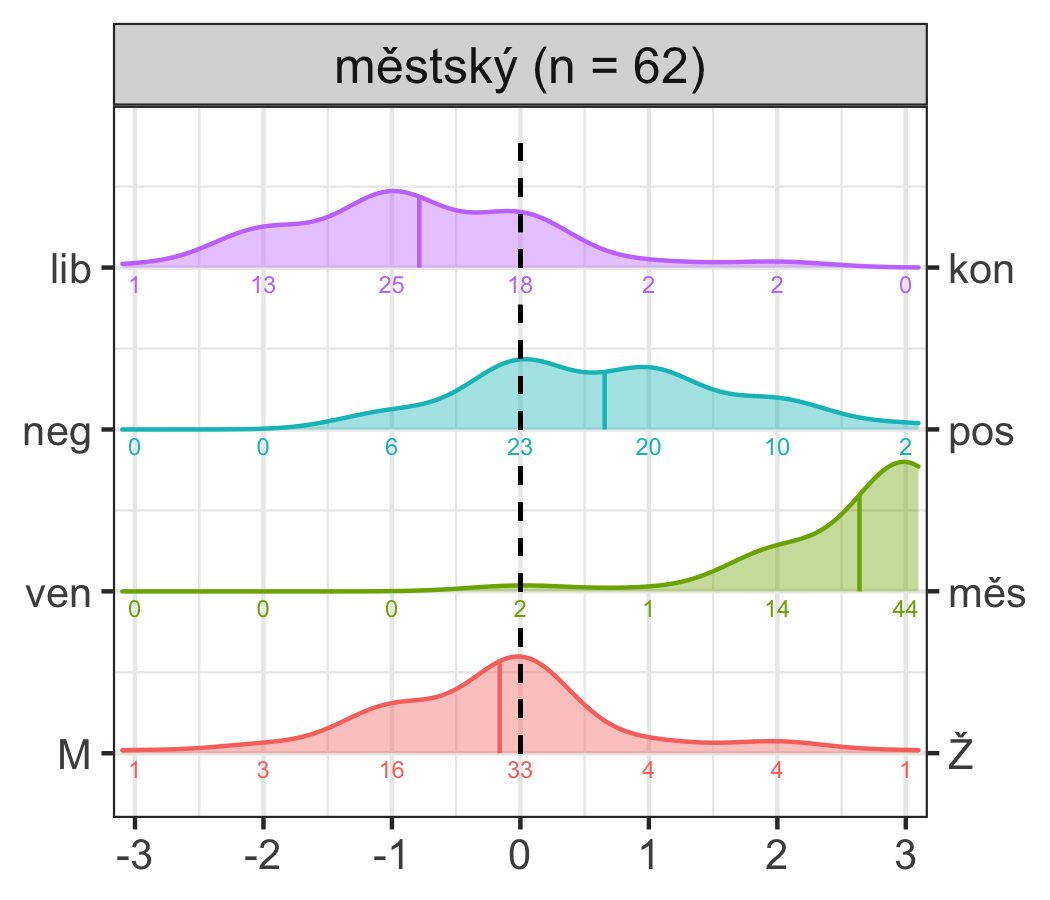 městský (n = 62)
lib kon
1 13 25 18 2 2 0
neg pos
0 0 6 23 20 10 2
ven měs
0 0 0 2 1 14 44
M Ž
1 3 16 33 4 4 1
-3 -2 -1 0 1 2 3